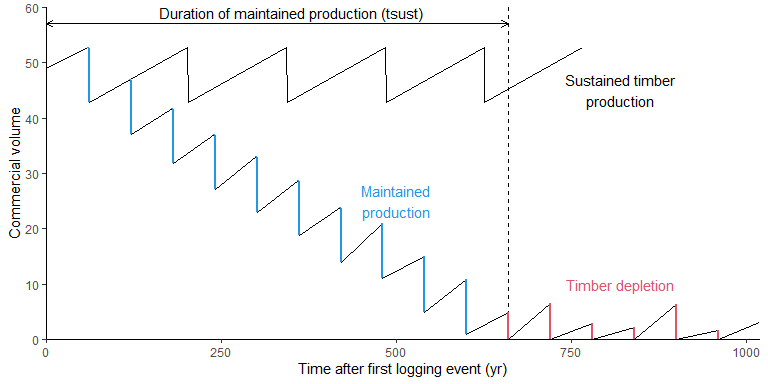 60
Duration of maintained production (tsust)
50
Sustained timber
production
40
Commercial volume
30
Maintained
production
20
10
Timber depletion
0
0
250
500
750
1000
Time after first logging event (yr)